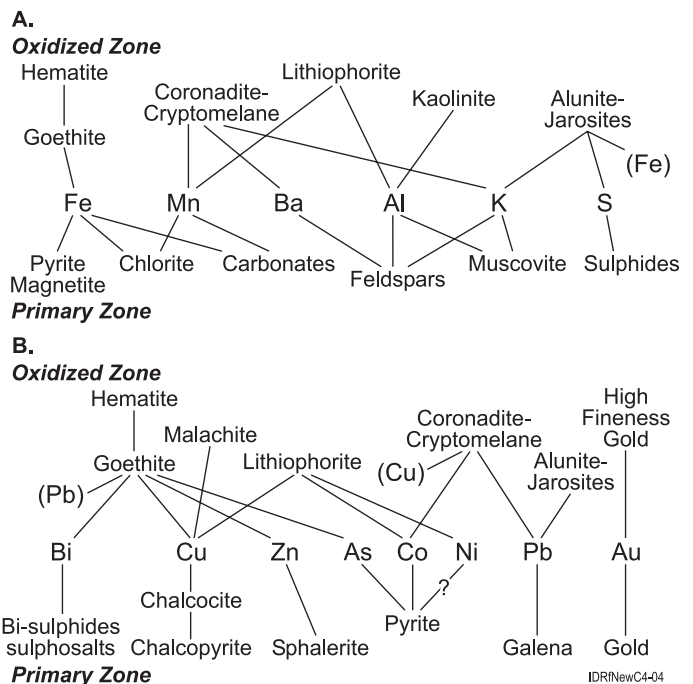 A.
Oxidized Zone
Hematite
Lithiophorite
Coronadite-
Cryptomelane
Kaolinite
Alunite-
Jarosites
Goethite
(Fe)
Fe Mn Ba Al K S
Pyrite
Magnetite
Chlorite
Carbonates
Feldspars
Muscovite
Sulphides
Primary Zone
B.
Oxidized Zone
Hematite
High
Fineness
Gold
Malachite
Coronadite-
Cryptomelane
Goethite
Lithiophorite
(Cu)
Alunite-
Jarosites
(Pb)
Bi Cu Zn As Co Ni Pb Au
?
Chalcocite
Pyrite
Bi-sulphides
sulphosalts
Chalcopyrite
Sphalerite
Galena
Gold
Primary Zone
IDRfNewC4-04